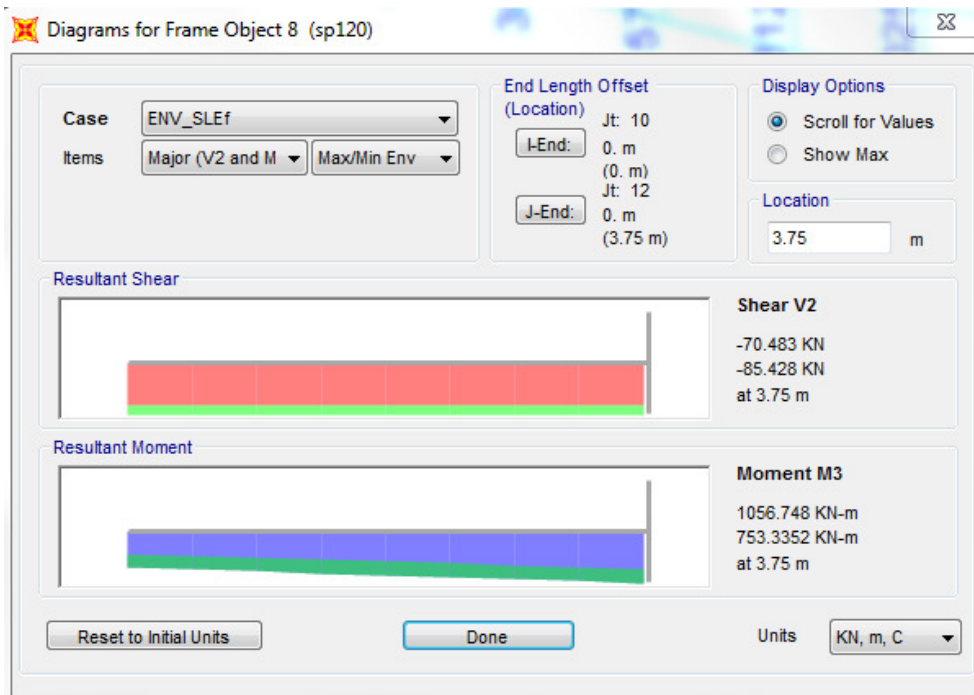 Diagrams for Frame Object 8 (sp120)
Case
ENV_SLEf
Items
Major (V2 and M
Max/Min Env
End Length Offset
(Location)
I-End:
Jt: 10
0. m
(0. m)
J-End:
Jt: 12
0. m
(3.75 m)
Display Options
Scroll for Values
Show Max
Location
3.75
m
Resultant Shear
Shear V2
-70.483 KN
-85.428 KN
at 3.75 m
Resultant Moment
Moment M3
1056.748 KN-m
753.3352 KN-m
at 3.75 m
Reset to Initial Units
Done
Units
KN, m, C